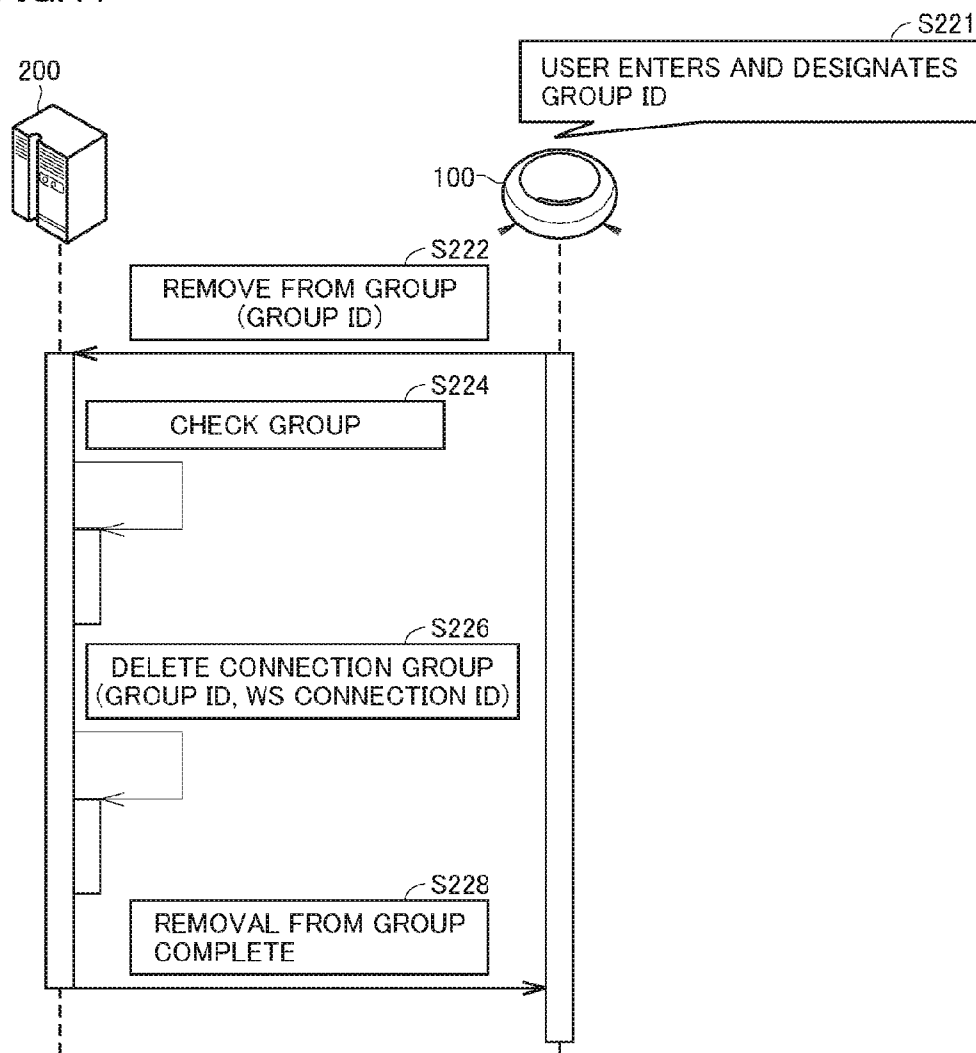 S221
USER ENTERS AND DESIGNATES
GROUP ID
200
100
S222
REMOVE FROM GROUP
(GROUP ID)
S224
CHECK GROUP
S226
DELETE CONNECTION GROUP
(GROUP ID, WS CONNECTION ID)
S228
REMOVAL FROM GROUP
COMPLETE